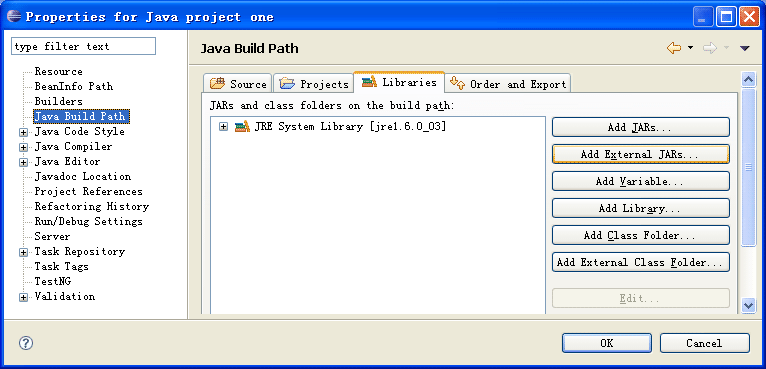 Properties for Java project one
type filter text
Resource
BeanInfo Path
Builders
Java Build Path
Java Code Style
Java Compiler
Java Editor
Javadoc Location
Project References
Refactoring History
Run/Debug Settings
Server
Task Repository
Task Tags
TestNG
Validation
Java Build Path
Source Projects Libraries Order and Export
JARs and class folders on the build path:
JRE System Library [jre1.6.0_03]
Add JARs...
Add External JARs...
Add Variable...
Add Library...
Add Class Folder...
Add External Class Folder...
Edit...
OK Cancel